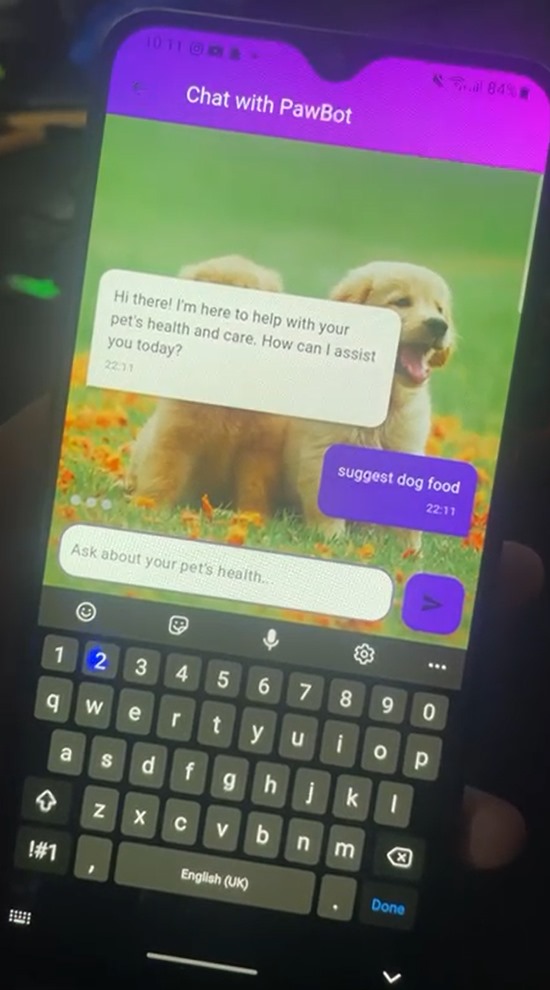 10:11
84%
Chat with PawBot
Hi there! I'm here to help with your
pet's health and care. How can I assist
you today?
22:11
suggest dog food
22:11
Ask about your pet's health...
1 2 3 4 5 6 7 8 9 0
q w e r t y u i o p
a s d f g h j k l
z x c v b n m
!#1 , English (UK) . Done